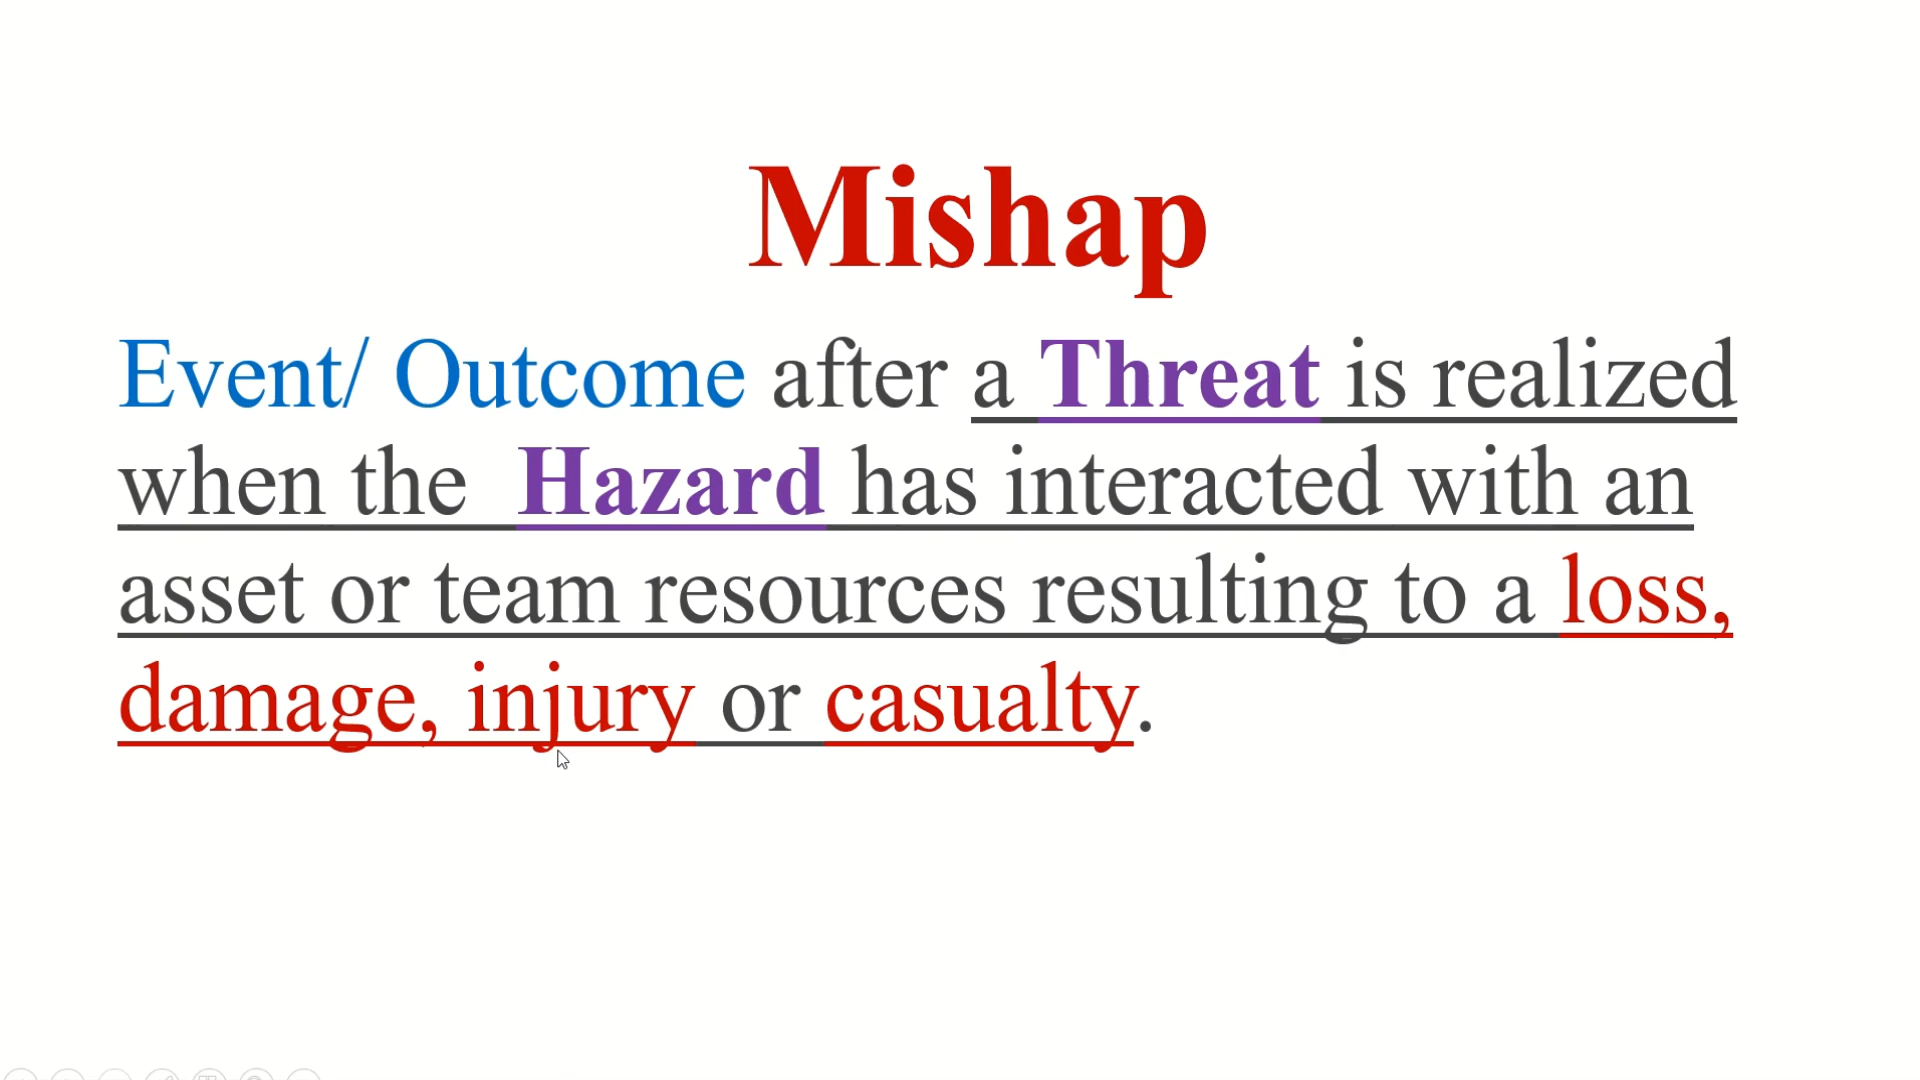 Mishap
Event/ Outcome after a Threat is realized
when the  Hazard has interacted with an
asset or team resources resulting to a loss,
damage, injury or casualty.